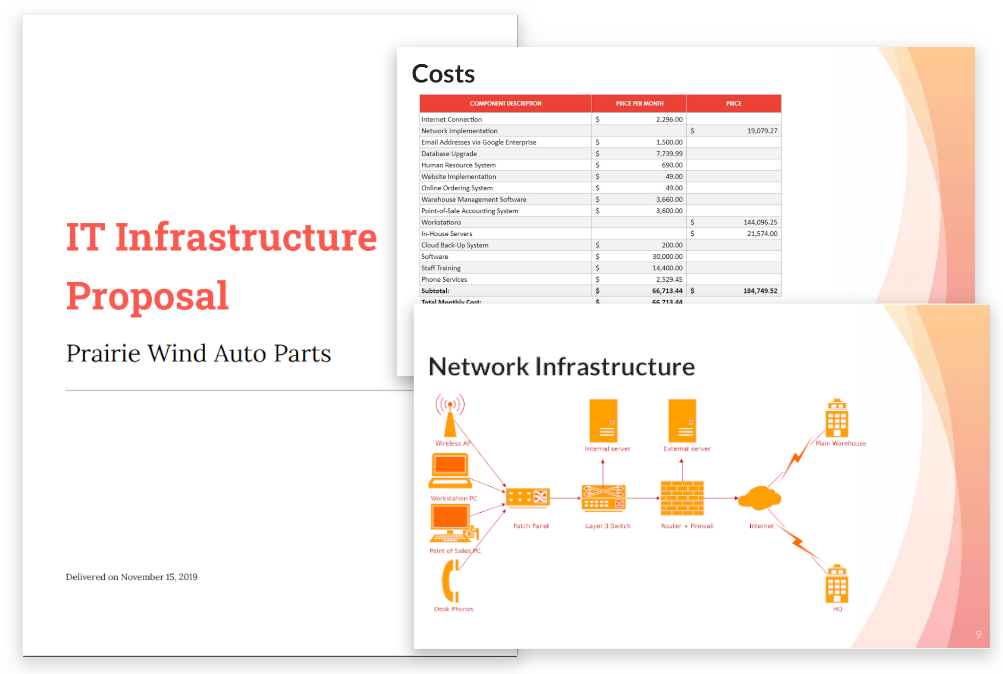 IT Infrastructure
Proposal
Prairie Wind Auto Parts
Delivered on November 15, 2019
Costs
COMPONENT DESCRIPTION PRICE PER MONTH PRICE
Internet Connection $ 2,296.00
Network Implementation $ 19,079.27
Email Addresses via Google Enterprise $ 1,500.00
Database Upgrade $ 7,739.99
Human Resource System $ 690.00
Website Implementation $ 49.00
Online Ordering System $ 49.00
Warehouse Management Software $ 3,660.00
Point-of-Sale Accounting System $ 3,600.00
Workstations $ 144,096.25
In-House Servers $ 21,574.00
Cloud Back-Up System $ 200.00
Software $ 30,000.00
Staff Training $ 14,400.00
Phone Services $ 2,529.45
Subtotal: $ 66,713.44 $ 184,749.52
Total Monthly Cost: $ 66,713.44
Network Infrastructure
Wireless AP
Internal server
External server
Main Warehouse
Workstation PC
Patch Panel
Layer 3 Switch
Router + Firewall
Internet
Point of Sales PC
Desk Phones
HQ
9